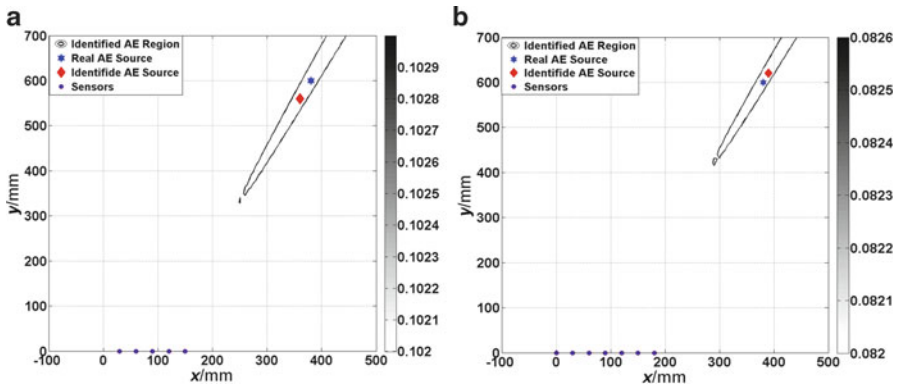 a
700
600
500
400
300
200
100
0
y/mm
-100 0 100 200 300 400 500
x/mm
Identified AE Region
Real AE Source
Identifide AE Source
Sensors
0.1029
0.1028
0.1027
0.1026
0.1025
0.1024
0.1023
0.1022
0.1021
0.102
b
700
600
500
400
300
200
100
0
y/mm
-100 0 100 200 300 400 500
x/mm
Identified AE Region
Real AE Source
Identifide AE Source
Sensors
0.0826
0.0825
0.0824
0.0823
0.0822
0.0821
0.082